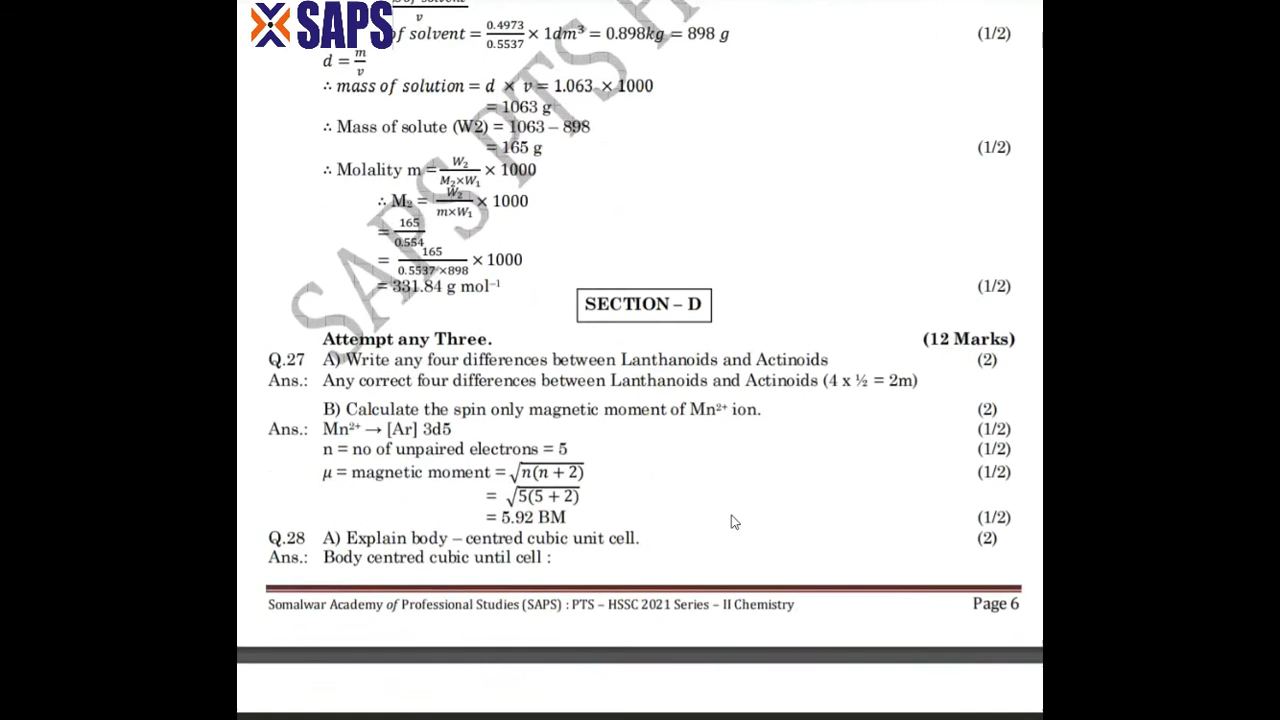 SAPS
v
of solvent = 0.4973/0.5537 × 1dm³ = 0.898kg = 898 g (1/2)
d = m/v
∴ mass of solution = d × v = 1.063 × 1000
= 1063 g
∴ Mass of solute (W2) = 1063 – 898
= 165 g (1/2)
∴ Molality m = W₂/M₂×W₁ × 1000
∴ M₂ = W₂/m×W₁ × 1000
= 165/0.554
= 165/0.5537 ×898 × 1000
= 331.84 g mol⁻¹ (1/2)
SECTION – D
Attempt any Three. (12 Marks)
Q.27 A) Write any four differences between Lanthanoids and Actinoids (2)
Ans.: Any correct four differences between Lanthanoids and Actinoids (4 x ½ = 2m)
B) Calculate the spin only magnetic moment of Mn²⁺ ion. (2)
Ans.: Mn²⁺ → [Ar] 3d5 (1/2)
n = no of unpaired electrons = 5 (1/2)
μ = magnetic moment = √n(n + 2) (1/2)
= √5(5 + 2)
= 5.92 BM (1/2)
Q.28 A) Explain body – centred cubic unit cell. (2)
Ans.: Body centred cubic until cell :
Somalwar Academy of Professional Studies (SAPS) : PTS – HSSC 2021 Series – II Chemistry Page 6
SAPS PTS H